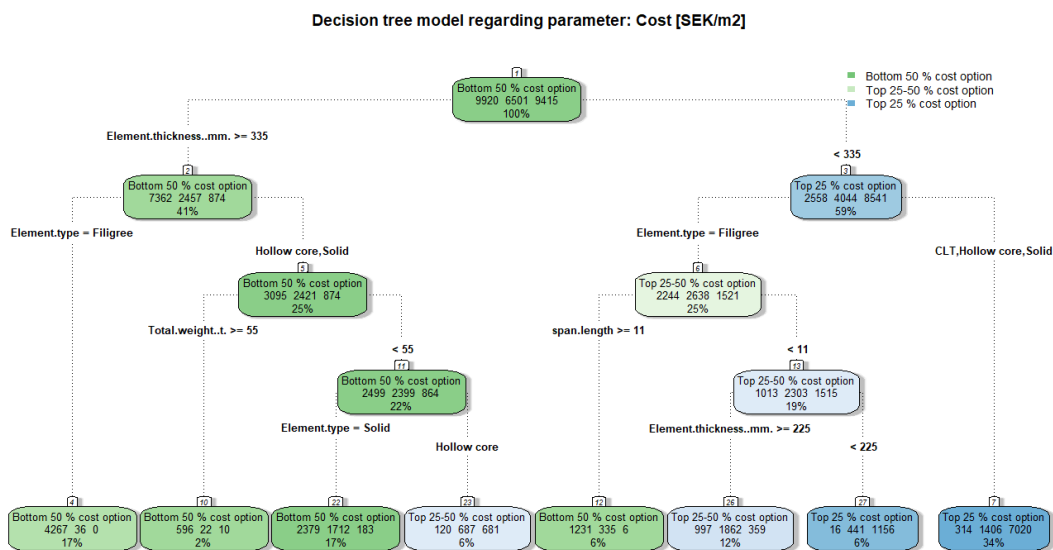 Decision tree model regarding parameter: Cost [SEK/m2]
Bottom 50 % cost option
Top 25-50 % cost option
Top 25 % cost option
1
Bottom 50 % cost option
9920 6501 9415
100%
Element.thickness..mm. >= 335
< 335
2
Bottom 50 % cost option
7362 2457 874
41%
3
Top 25 % cost option
2558 4044 8541
59%
Element.type = Filigree
Hollow core,Solid
Element.type = Filigree
CLT,Hollow core,Solid
5
Bottom 50 % cost option
3095 2421 874
25%
6
Top 25-50 % cost option
2244 2638 1521
25%
Total.weight..t. >= 55
< 55
span.length >= 11
< 11
11
Bottom 50 % cost option
2499 2399 864
22%
13
Top 25-50 % cost option
1013 2303 1515
19%
Element.type = Solid
Hollow core
Element.thickness..mm. >= 225
< 225
4
Bottom 50 % cost option
4267 36 0
17%
10
Bottom 50 % cost option
596 22 10
2%
22
Bottom 50 % cost option
2379 1712 183
17%
23
Top 25-50 % cost option
120 687 681
6%
12
Bottom 50 % cost option
1231 335 6
6%
26
Top 25-50 % cost option
997 1862 359
12%
27
Top 25 % cost option
16 441 1156
6%
7
Top 25 % cost option
314 1406 7020
34%